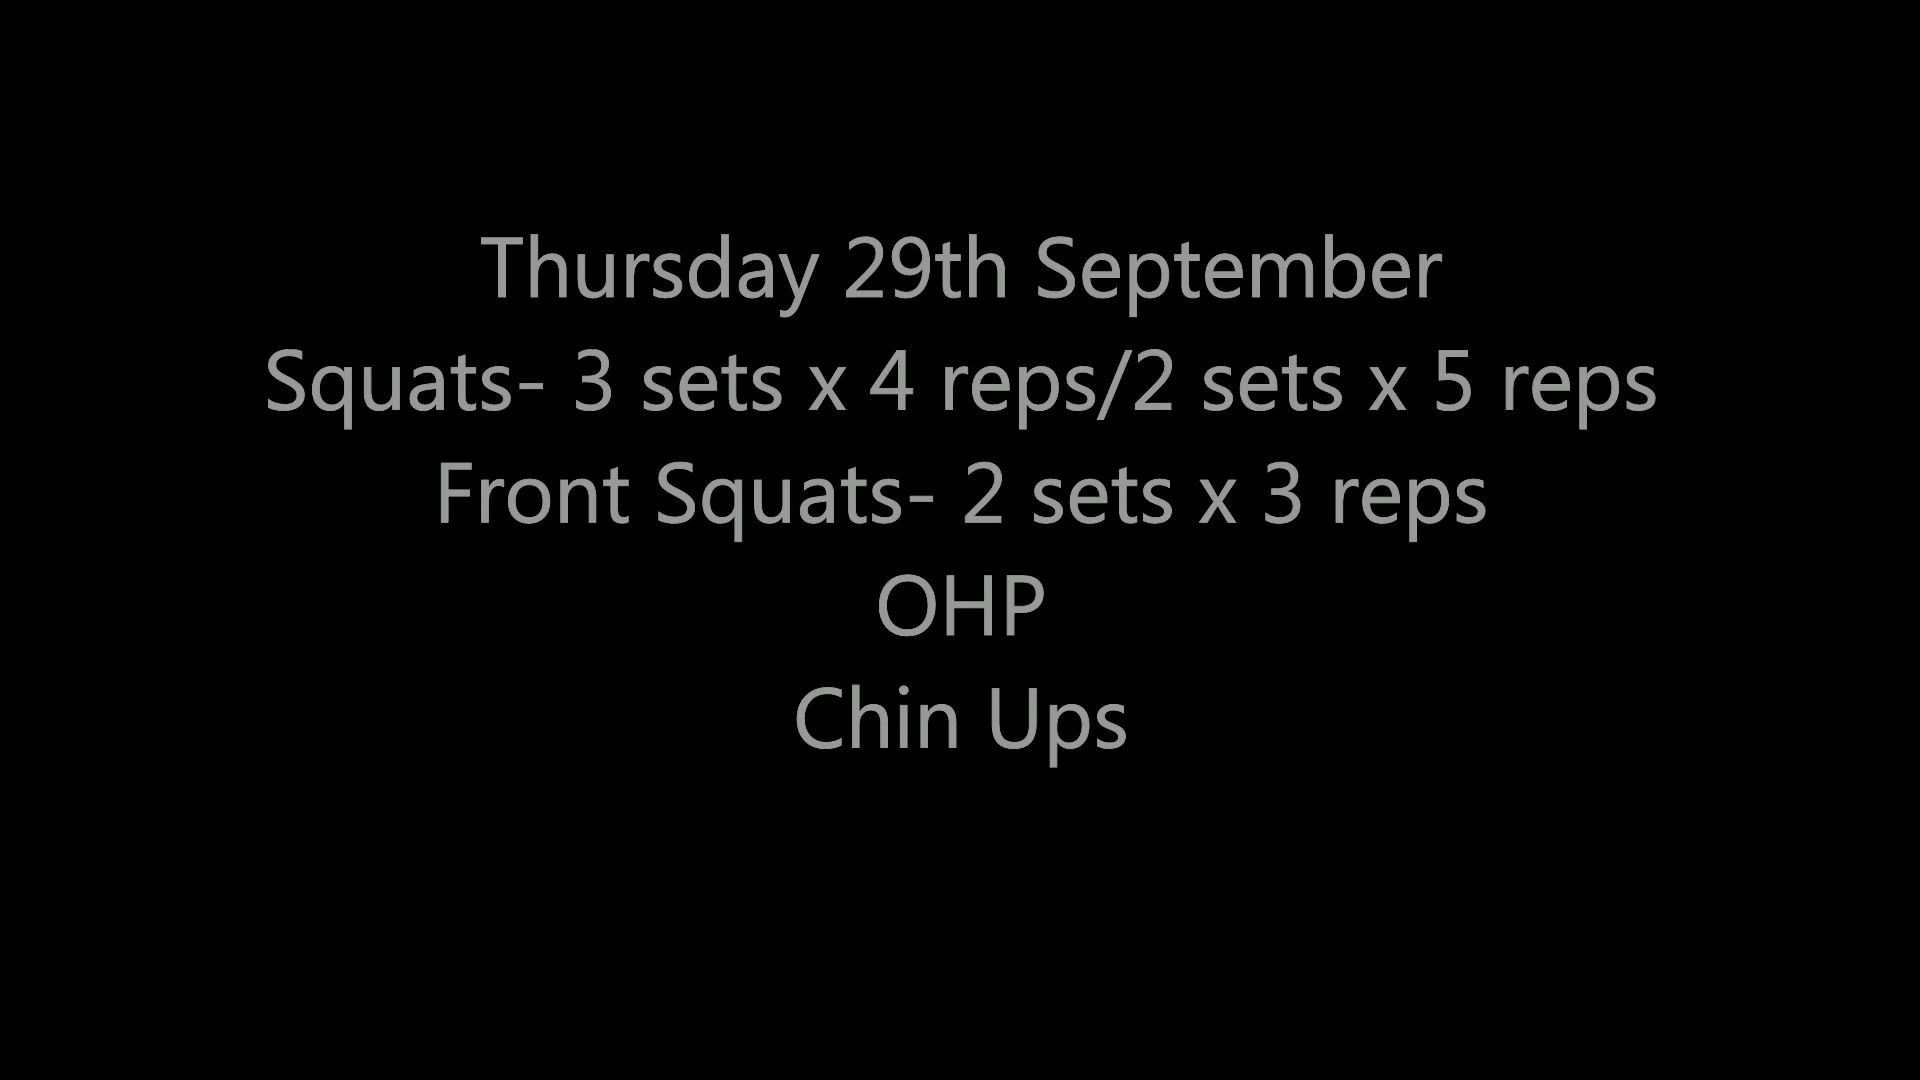 Thursday 29th September
Squats- 3 sets x 4 reps/2 sets x 5 reps
Front Squats- 2 sets x 3 reps
OHP
Chin Ups